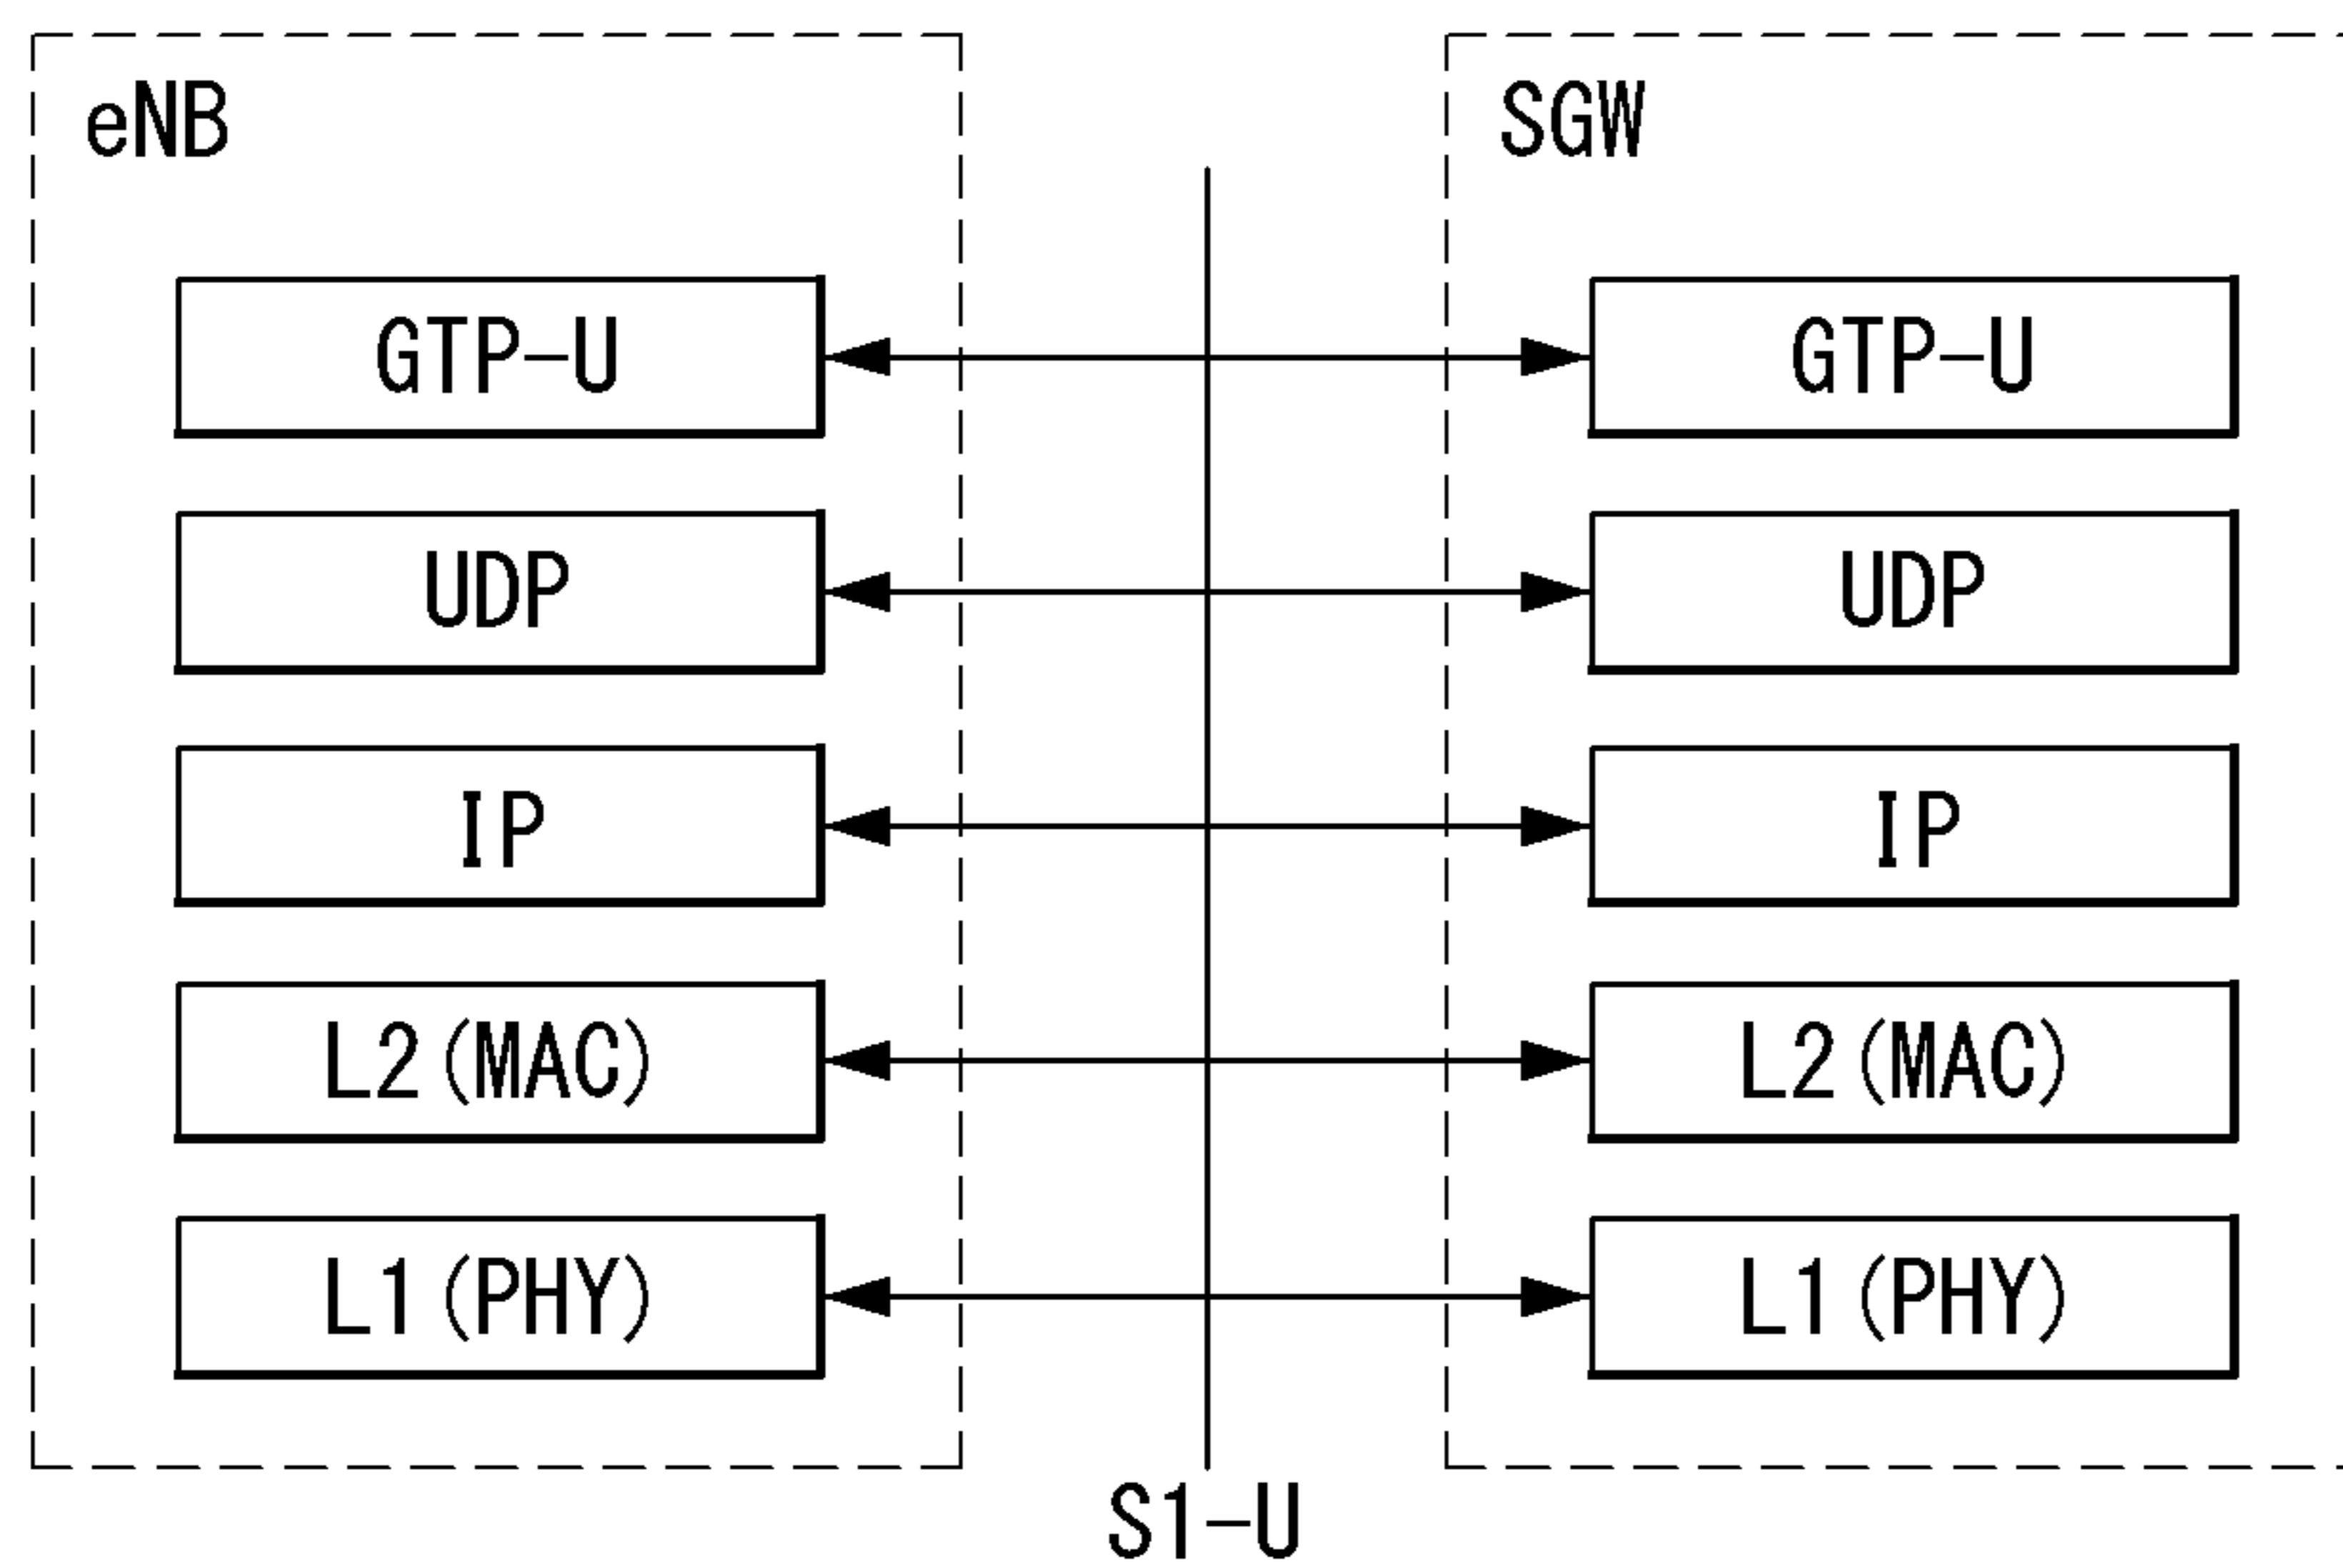 eNB
SGW
GTP-U
GTP-U
UDP
UDP
IP
IP
L2(MAC)
L2(MAC)
L1(PHY)
L1(PHY)
S1-U